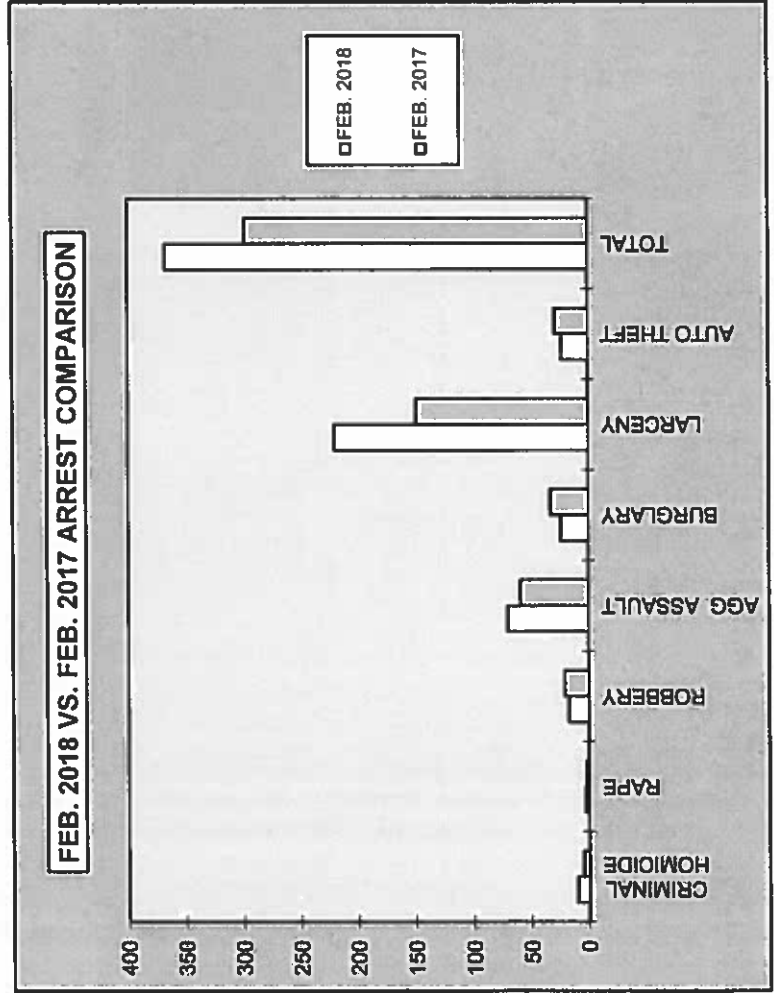 FEB. 2018 VS. FEB. 2017 ARREST COMPARISON
400
350
300
250
200
150
100
50
0
CRIMINAL
HOMICIDE
RAPE
ROBBERY
AGG. ASSAULT
BURGLARY
LARCENY
AUTO THEFT
TOTAL
FEB. 2018
FEB. 2017